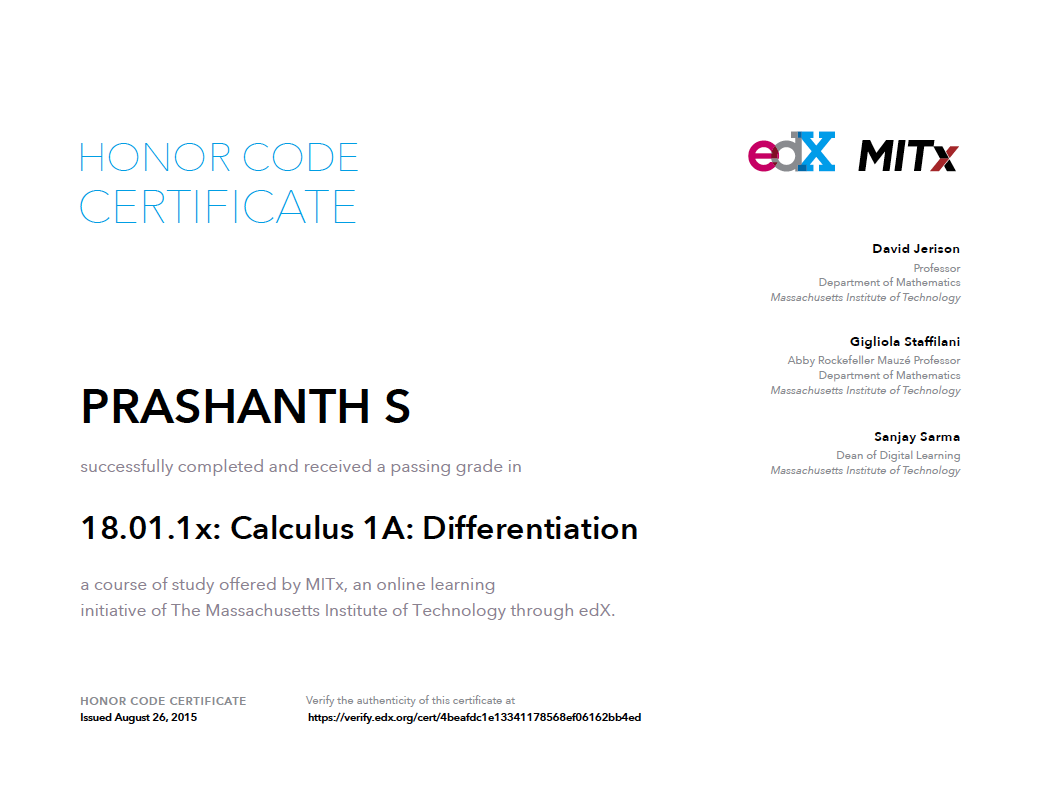 HONOR CODE
CERTIFICATE
edX MITx
David Jerison
Professor
Department of Mathematics
Massachusetts Institute of Technology
Gigliola Staffilani
Abby Rockefeller Mauzé Professor
Department of Mathematics
Massachusetts Institute of Technology
Sanjay Sarma
Dean of Digital Learning
Massachusetts Institute of Technology
PRASHANTH S
successfully completed and received a passing grade in
18.01.1x: Calculus 1A: Differentiation
a course of study offered by MITx, an online learning
initiative of The Massachusetts Institute of Technology through edX.
HONOR CODE CERTIFICATE
Issued August 26, 2015
Verify the authenticity of this certificate at
https://verify.edx.org/cert/4beafdc1e13341178568ef06162bb4ed